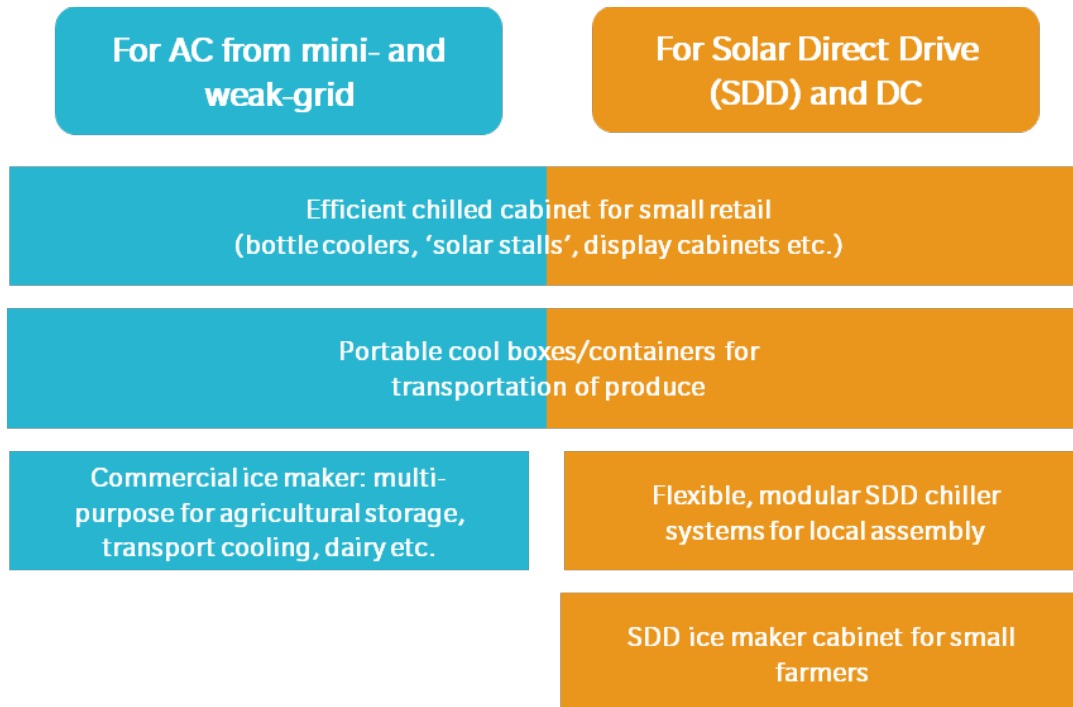 For AC from mini- and
weak-grid
For Solar Direct Drive
(SDD) and DC
Efficient chilled cabinet for small retail
(bottle coolers, ‘solar stalls’, display cabinets etc.)
Portable cool boxes/containers for
transportation of produce
Commercial ice maker: multi-
purpose for agricultural storage,
transport cooling, dairy etc.
Flexible, modular SDD chiller
systems for local assembly
SDD ice maker cabinet for small
farmers